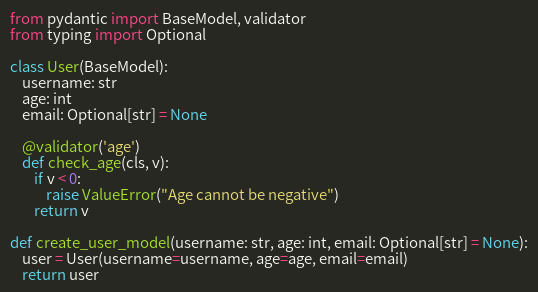 from pydantic import BaseModel, validator
from typing import Optional

class User(BaseModel):
    username: str
    age: int
    email: Optional[str] = None

    @validator('age')
    def check_age(cls, v):
        if v < 0:
            raise ValueError("Age cannot be negative")
        return v

def create_user_model(username: str, age: int, email: Optional[str] = None):
    user = User(username=username, age=age, email=email)
    return user